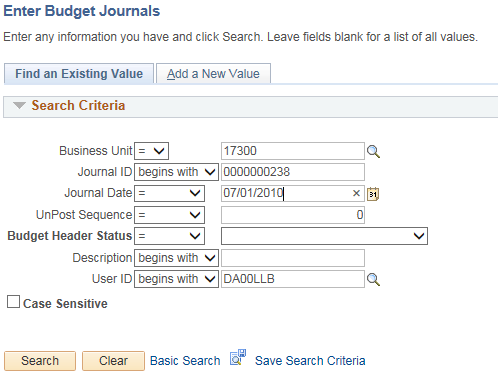 Enter Budget Journals
Enter any information you have and click Search. Leave fields blank for a list of all values.
Find an Existing Value Add a New Value
Search Criteria
Business Unit = 17300
Journal ID begins with 0000000238
Journal Date = 07/01/2010 × 31
UnPost Sequence = 0
Budget Header Status =
Description begins with
User ID begins with DA00LLB
Case Sensitive
Search Clear Basic Search Save Search Criteria